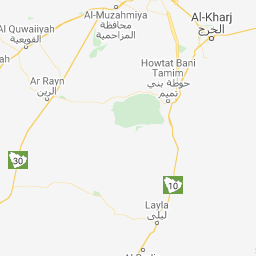 Al-Muzahmiya
محافظة
المزاحمية
Al-Kharj
الخرج
Al Quwaiiyah
القويعية
Howtat Bani
Tamim
حوطة بني
تميم
Ar Rayn
الرين
30
10
Layla
ليلى